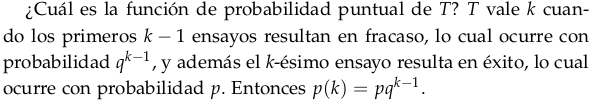 ¿Cuál es la función de probabilidad puntual de T? T vale k cuan-
do los primeros k − 1 ensayos resultan en fracaso, lo cual ocurre con
probabilidad q^{k−1}, y además el k-ésimo ensayo resulta en éxito, lo cual
ocurre con probabilidad p. Entonces p(k) = pq^{k−1}.